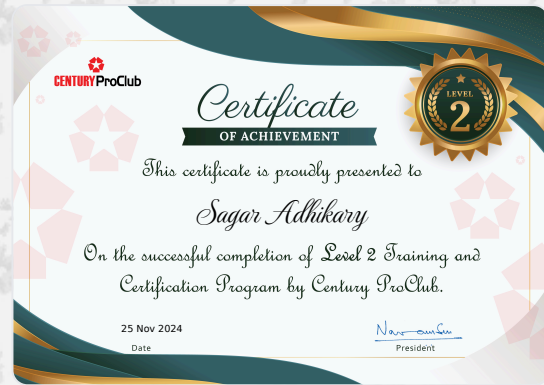 CENTURY ProClub
Certificate
OF ACHIEVEMENT
LEVEL
2
This certificate is proudly presented to
Sagar Adhikary
On the successful completion of Level 2 Training and
Certification Program by Century ProClub.
25 Nov 2024
Date
President